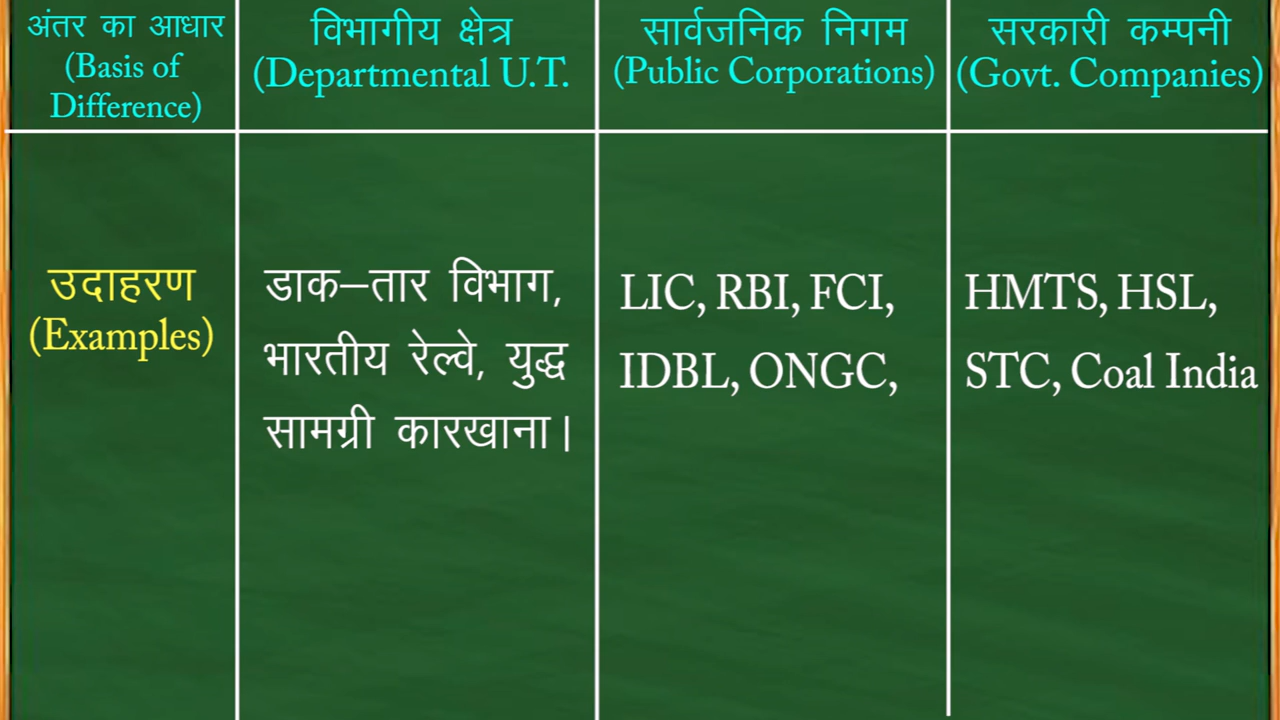 अंतर का आधार
(Basis of
Difference)
विभागीय क्षेत्र
(Departmental U.T.
सार्वजनिक निगम
(Public Corporations)
सरकारी कम्पनी
(Govt. Companies)
उदाहरण
(Examples)
डाक–तार विभाग,
भारतीय रेल्वे, युद्ध
सामग्री कारखाना।
LIC, RBI, FCI,
IDBL, ONGC,
HMTS, HSL,
STC, Coal India